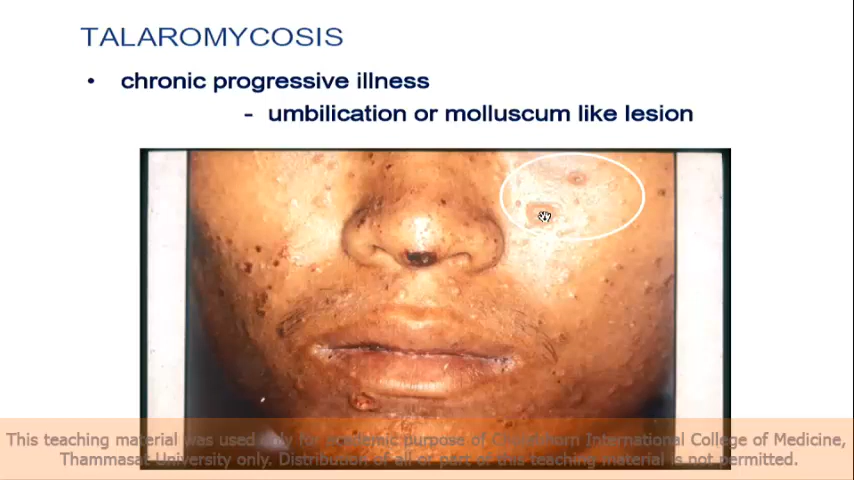 TALAROMYCOSIS
• chronic progressive illness
- umbilication or molluscum like lesion
This teaching material was used only for academic purpose of Chulabhorn International College of Medicine,
Thammasat University only. Distribution of all or part of this teaching material is not permitted.